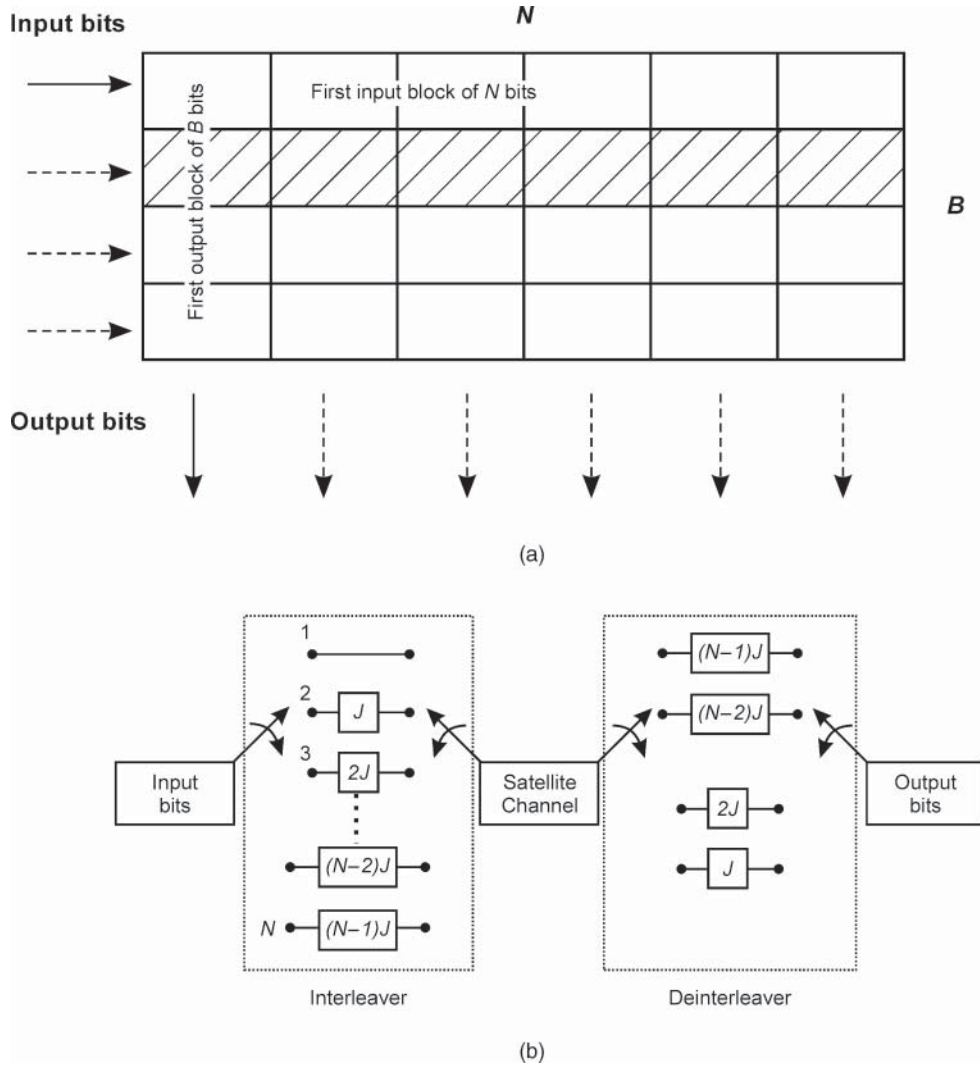 Input bits
N
First input block of N bits
First output block of B bits
B
Output bits
(a)
1
2
J
3
2J
(N–2)J
N
(N–1)J
Input
bits
Satellite
Channel
(N–1)J
(N–2)J
2J
J
Output
bits
Interleaver
Deinterleaver
(b)